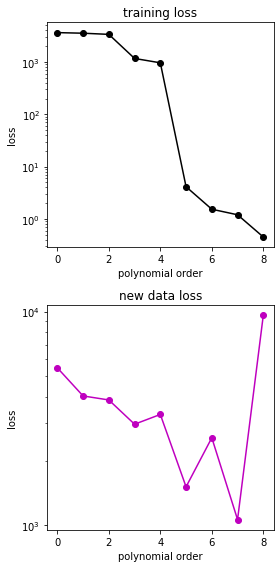 training loss
10³
10²
10¹
10⁰
loss
0 2 4 6 8
polynomial order
new data loss
10⁴
10³
loss
0 2 4 6 8
polynomial order